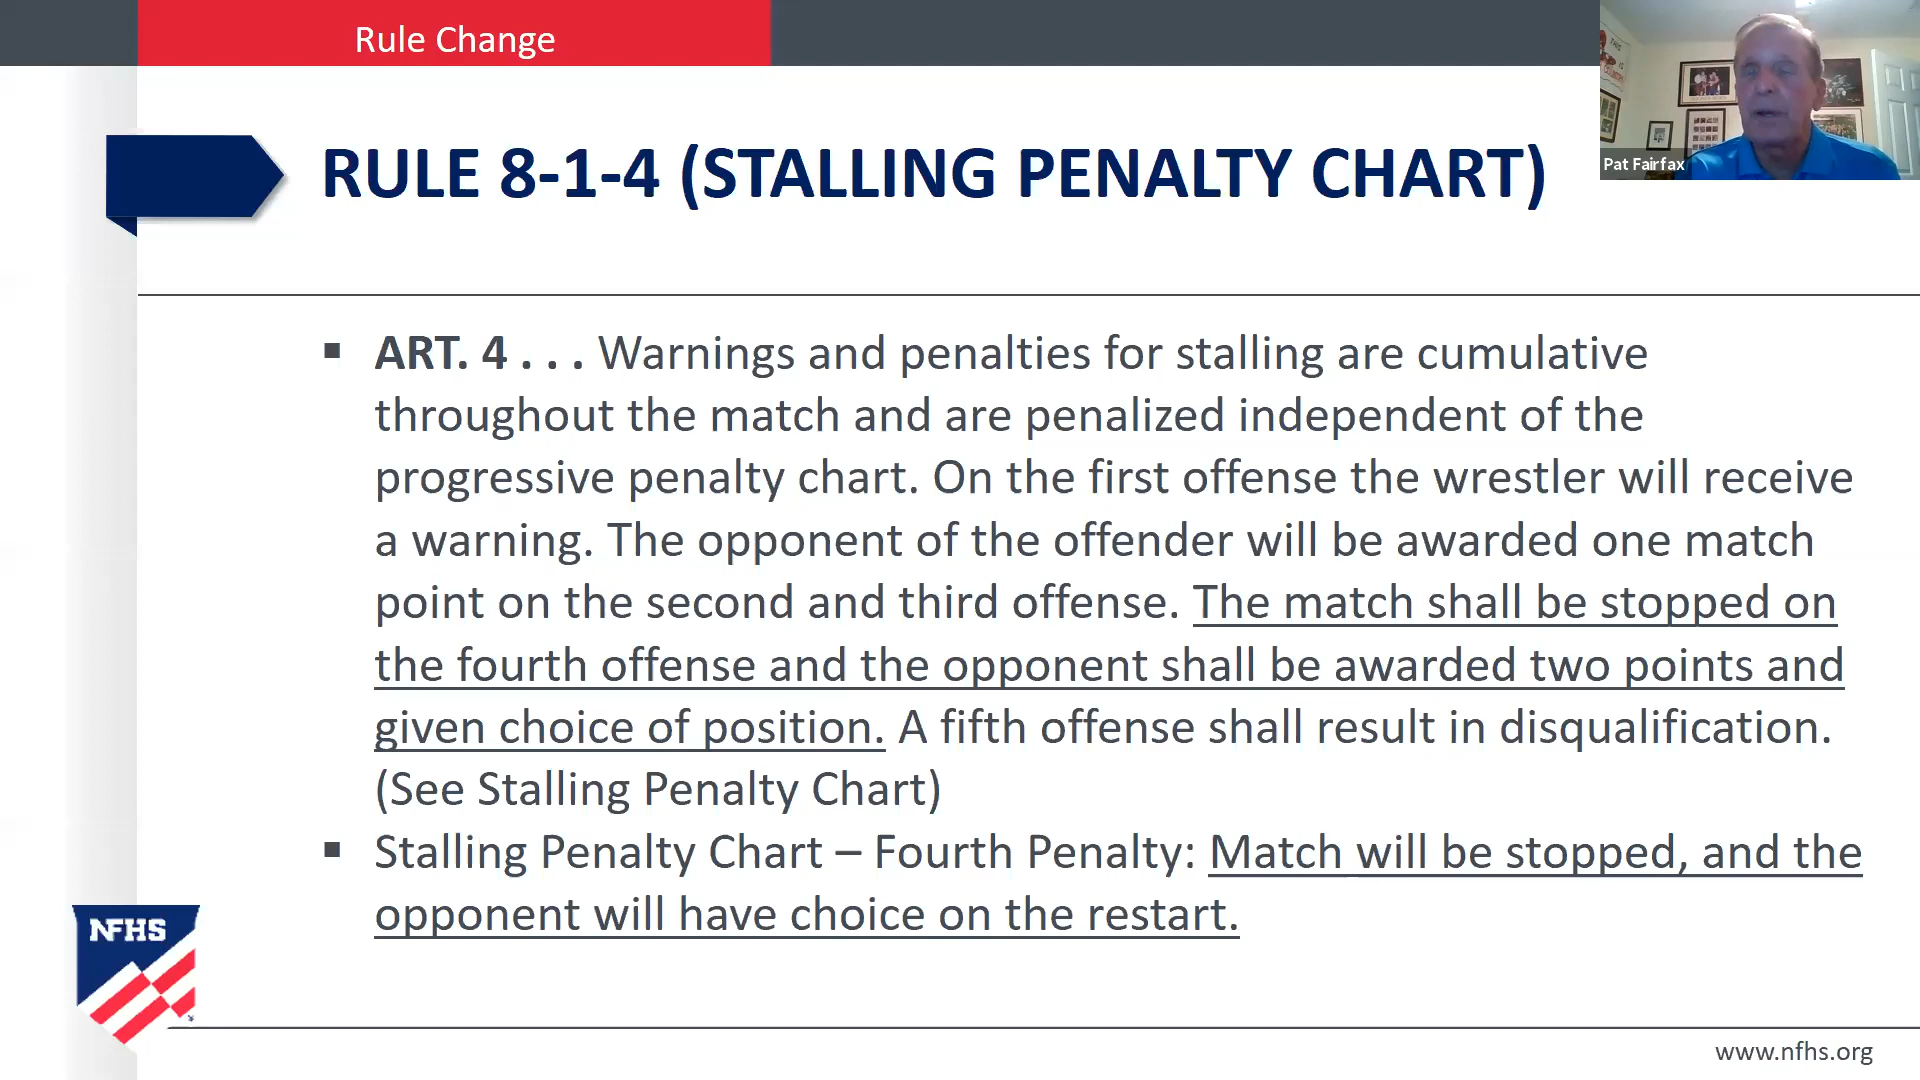 Rule Change
Pat Fairfax
RULE 8-1-4 (STALLING PENALTY CHART)
▪ ART. 4 . . . Warnings and penalties for stalling are cumulative
throughout the match and are penalized independent of the
progressive penalty chart. On the first offense the wrestler will receive
a warning. The opponent of the offender will be awarded one match
point on the second and third offense. The match shall be stopped on
the fourth offense and the opponent shall be awarded two points and
given choice of position. A fifth offense shall result in disqualification.
(See Stalling Penalty Chart)
▪ Stalling Penalty Chart – Fourth Penalty: Match will be stopped, and the
opponent will have choice on the restart.
NFHS
www.nfhs.org